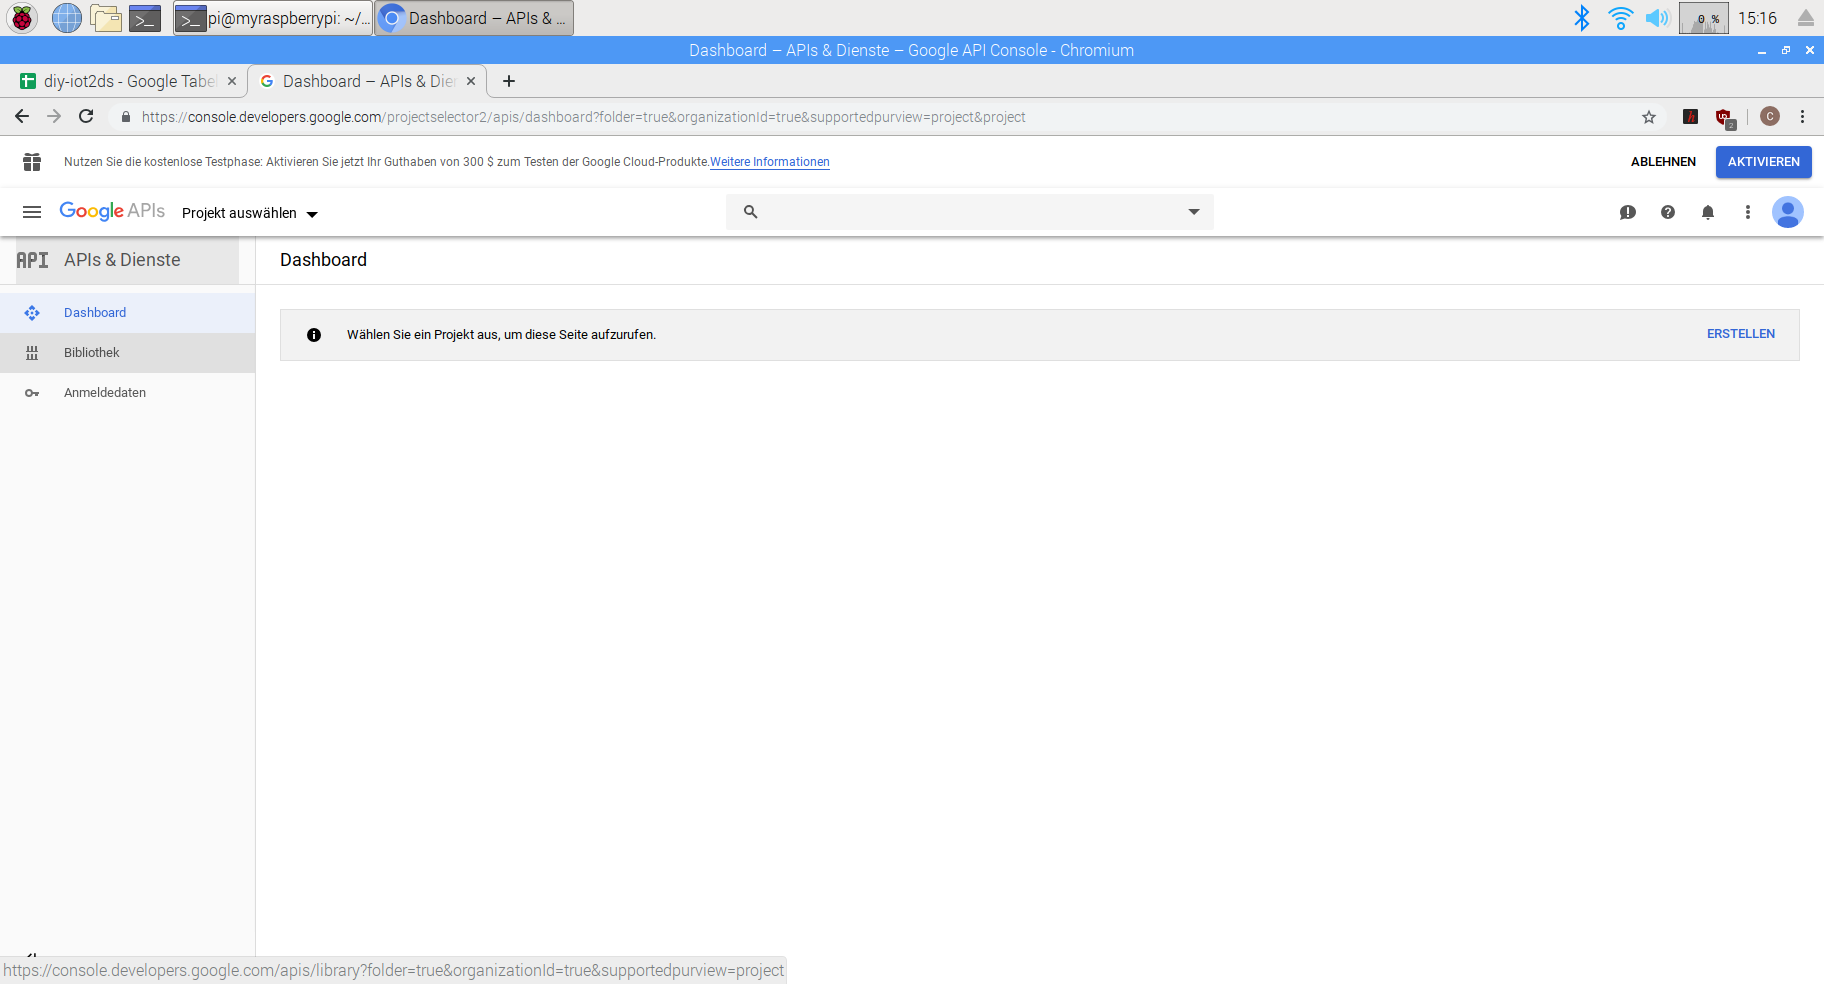 pi@myraspberrypi: ~/...
Dashboard – APIs & ...
0 %
15:16
Dashboard – APIs & Dienste – Google API Console - Chromium
diy-iot2ds - Google Tabel
Dashboard – APIs & Dien
https://console.developers.google.com/projectselector2/apis/dashboard?folder=true&organizationId=true&supportedpurview=project&project
h
2
C
Nutzen Sie die kostenlose Testphase: Aktivieren Sie jetzt Ihr Guthaben von 300 $ zum Testen der Google Cloud-Produkte.Weitere Informationen
ABLEHNEN
AKTIVIEREN
Google APIs
Projekt auswählen
API APIs & Dienste
Dashboard
Dashboard
Bibliothek
Anmeldedaten
Wählen Sie ein Projekt aus, um diese Seite aufzurufen.
ERSTELLEN
https://console.developers.google.com/apis/library?folder=true&organizationId=true&supportedpurview=project